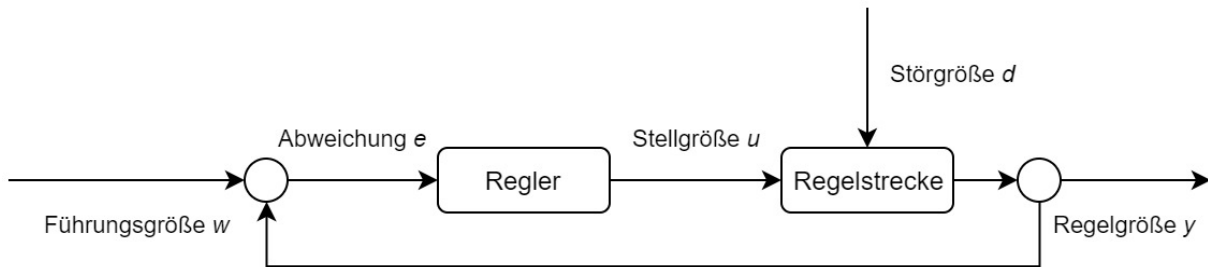 Störgröße d
Abweichung e
Stellgröße u
Regler
Regelstrecke
Führungsgröße w
Regelgröße y